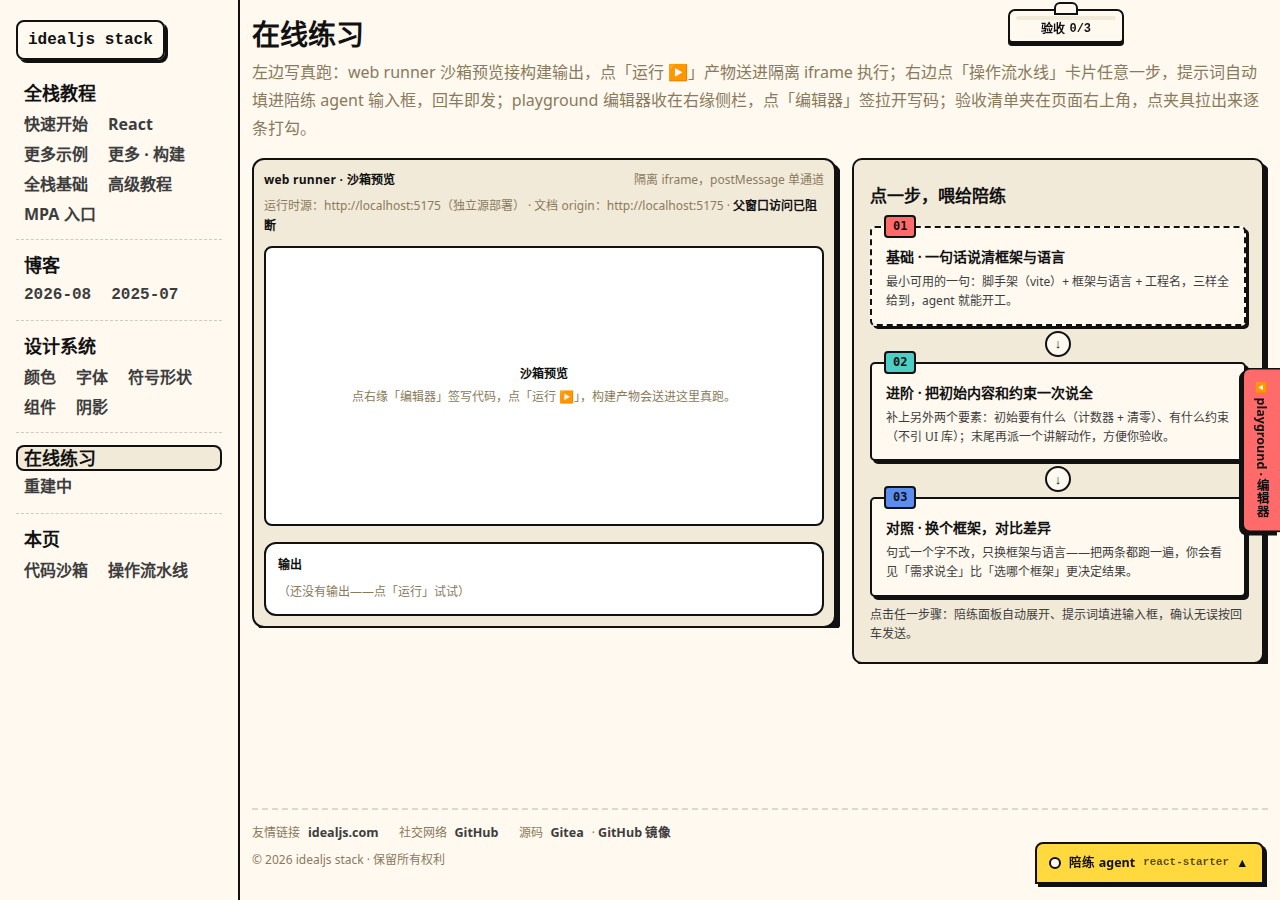 idealjs stack
全栈教程
快速开始 React
更多示例 更多 · 构建
全栈基础 高级教程
MPA 入口
博客
2026-08 2025-07
设计系统
颜色 字体 符号形状
组件 阴影
在线练习
重建中
本页
代码沙箱 操作流水线
在线练习
验收 0/3
左边写真跑：web runner 沙箱预览接构建输出，点「运行 ▶️」产物送进隔离 iframe 执行；右边点「操作流水线」卡片任意一步，提示词自动
填进陪练 agent 输入框，回车即发；playground 编辑器收在右缘侧栏，点「编辑器」签拉开写码；验收清单夹在页面右上角，点夹具拉出来逐
条打勾。
web runner · 沙箱预览
隔离 iframe，postMessage 单通道
运行时源：http://localhost:5175（独立源部署） · 文档 origin：http://localhost:5175 · 父窗口访问已阻
断
沙箱预览
点右缘「编辑器」签写代码，点「运行 ▶️」，构建产物会送进这里真跑。
输出
（还没有输出——点「运行」试试）
点一步，喂给陪练
01
基础 · 一句话说清框架与语言
最小可用的一句：脚手架（vite）+ 框架与语言 + 工程名，三样全
给到，agent 就能开工。
↓
02
进阶 · 把初始内容和约束一次说全
补上另外两个要素：初始要有什么（计数器 + 清零）、有什么约束
（不引 UI 库）；末尾再派一个讲解动作，方便你验收。
↓
03
对照 · 换个框架，对比差异
句式一个字不改，只换框架与语言——把两条都跑一遍，你会看
见「需求说全」比「选哪个框架」更决定结果。
点击任一步骤：陪练面板自动展开、提示词填进输入框，确认无误按回
车发送。
◀️ playground · 编辑器
友情链接 idealjs.com 社交网络 GitHub 源码 Gitea · GitHub 镜像
© 2026 idealjs stack · 保留所有权利
陪练 agent react-starter ▲